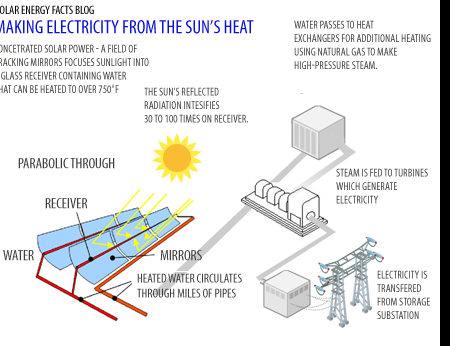 OLAR ENERGY FACTS BLOG
MAKING ELECTRICITY FROM THE SUN'S HEAT
ONCETRATED SOLAR POWER - A FIELD OF
RACKING MIRRORS FOCUSES SUNLIGHT INTO
GLASS RECEIVER CONTAINING WATER
HAT CAN BE HEATED TO OVER 750°F
WATER PASSES TO HEAT
EXCHANGERS FOR ADDITIONAL HEATING
USING NATURAL GAS TO MAKE
HIGH-PRESSURE STEAM.
THE SUN'S REFLECTED
RADIATION INTESIFIES
30 TO 100 TIMES ON RECEIVER.
PARABOLIC THROUGH
STEAM IS FED TO TURBINES
WHICH GENERATE
ELECTRICITY
RECEIVER
WATER
MIRRORS
HEATED WATER CIRCULATES
THROUGH MILES OF PIPES
ELECTRICITY IS
TRANSFERED
FROM STORAGE
SUBSTATION